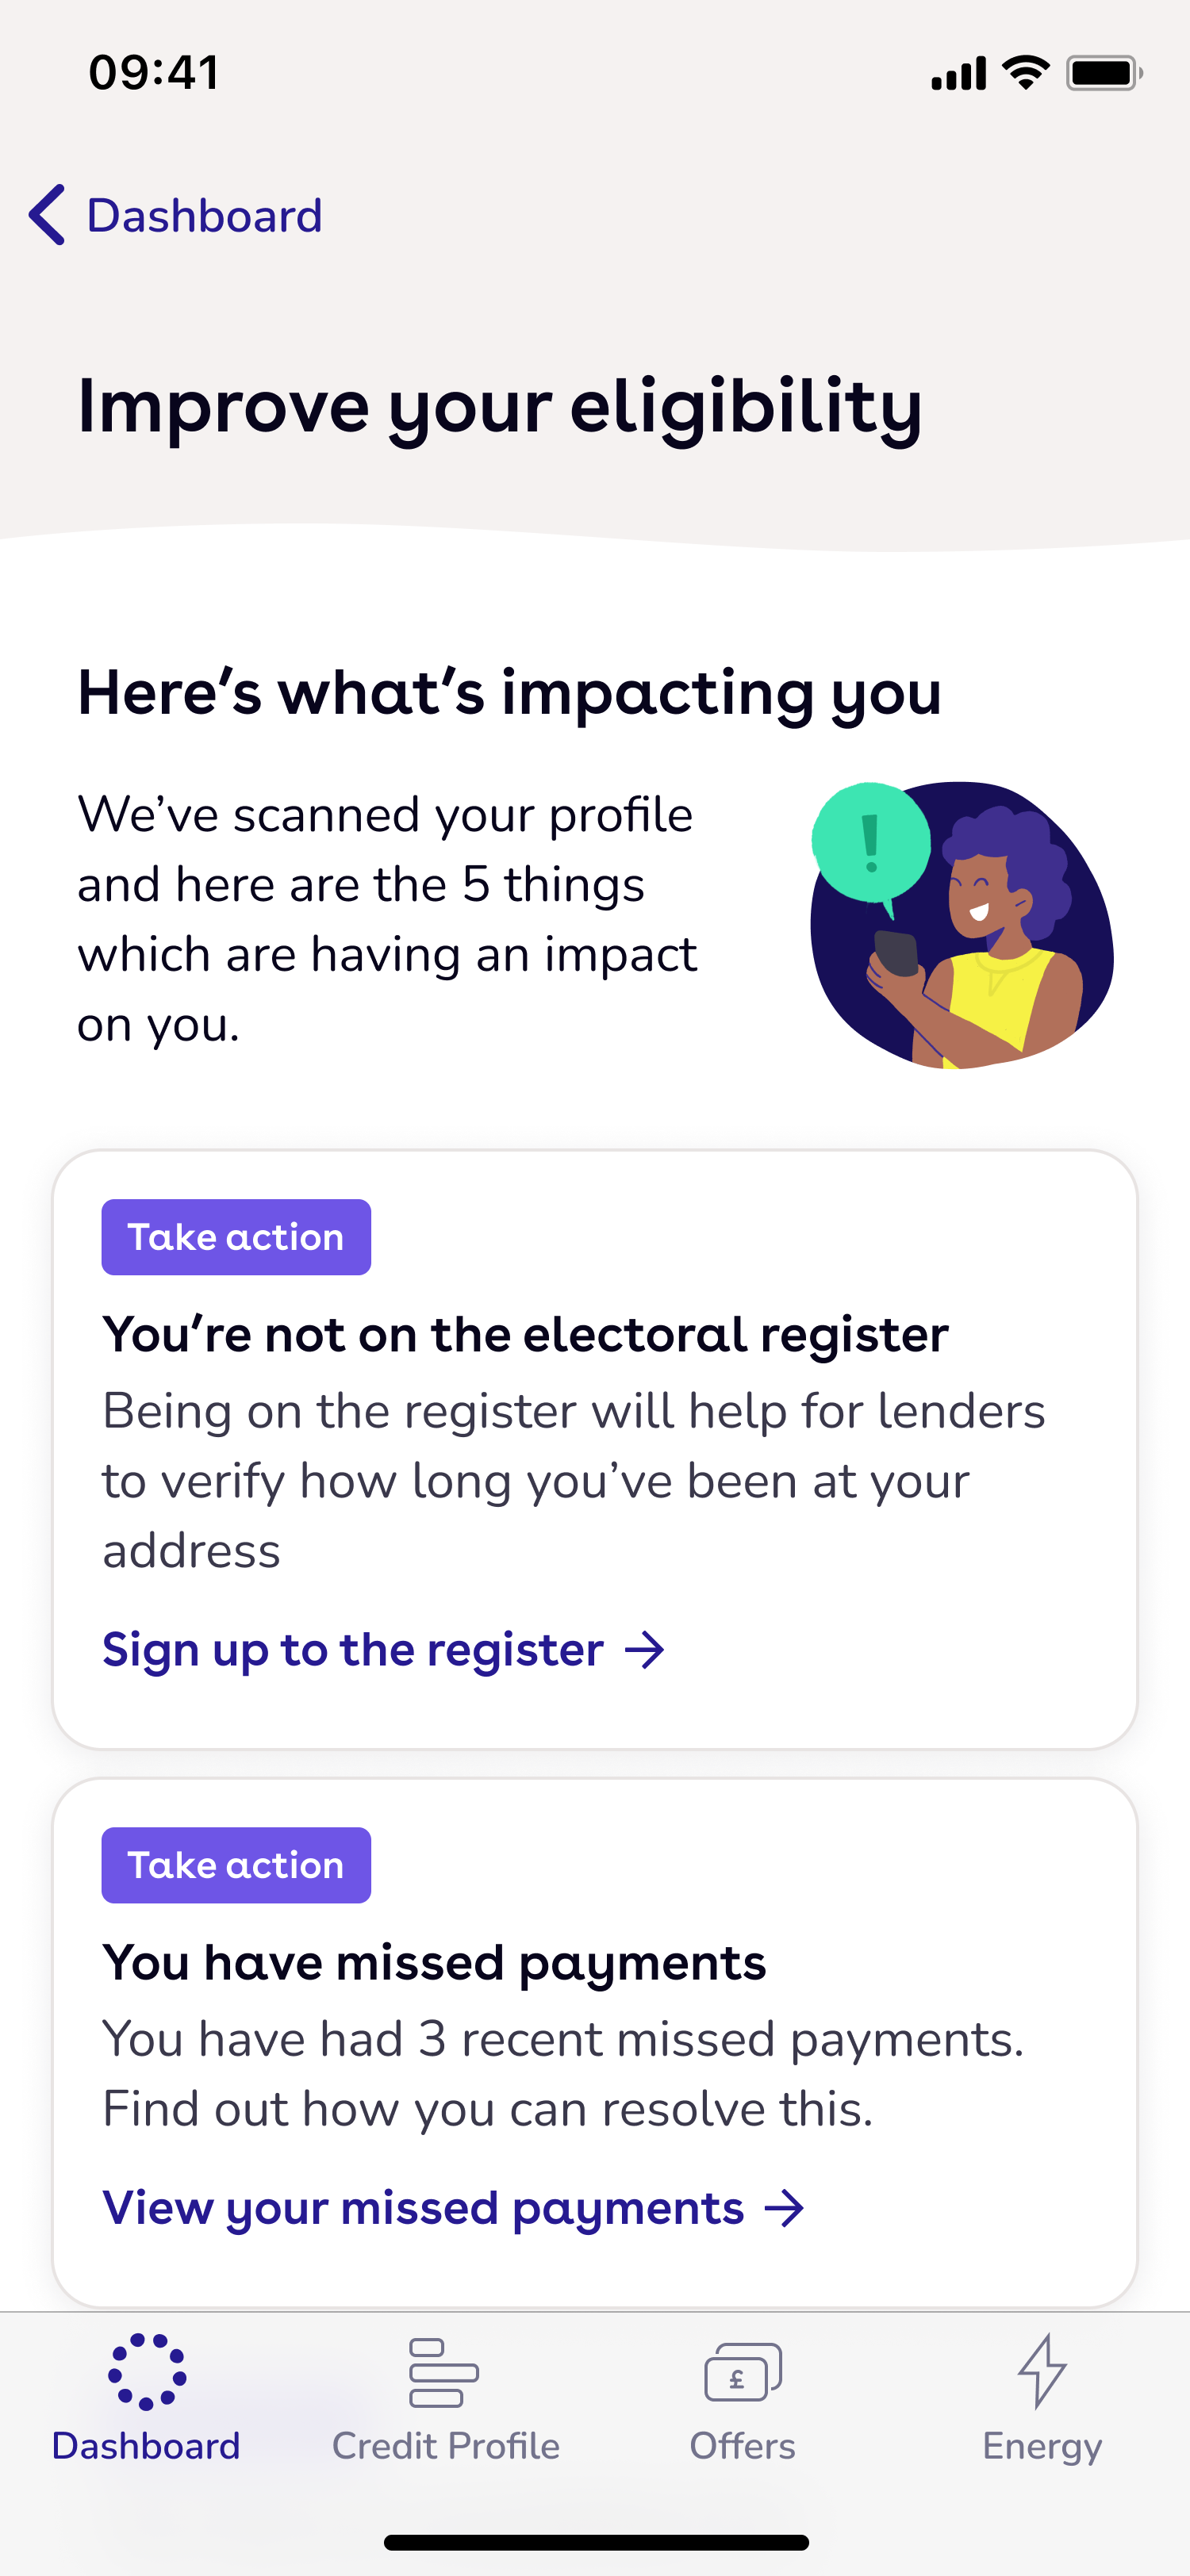 09:41
Dashboard
Improve your eligibility
Here’s what’s impacting you
We’ve scanned your profile
and here are the 5 things
which are having an impact
on you.
!
Take action
You’re not on the electoral register
Being on the register will help for lenders
to verify how long you’ve been at your
address
Sign up to the register →
Take action
You have missed payments
You have had 3 recent missed payments.
Find out how you can resolve this.
View your missed payments →
£
Dashboard Credit Profile Offers Energy